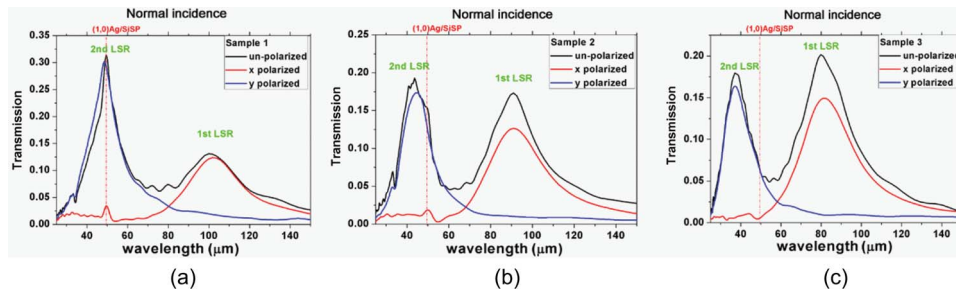 Normal incidence
(1,0)Ag/SiSP
Sample 1
un-polarized
x polarized
y polarized
2nd LSR
1st LSR
Transmission
0.35
0.30
0.25
0.20
0.15
0.10
0.05
0.00
40 60 80 100 120 140
wavelength (μm)
(a)
Normal incidence
(1,0)Ag/SiSP
Sample 2
un-polarized
x polarized
y polarized
2nd LSR
1st LSR
Transmission
0.25
0.20
0.15
0.10
0.05
0.00
40 60 80 100 120 140
wavelength (μm)
(b)
Normal incidence
(1,0)Ag/SiSP
Sample 3
un-polarized
x polarized
y polarized
2nd LSR
1st LSR
Transmission
0.20
0.15
0.10
0.05
0.00
40 60 80 100 120 140
wavelength (μm)
(c)